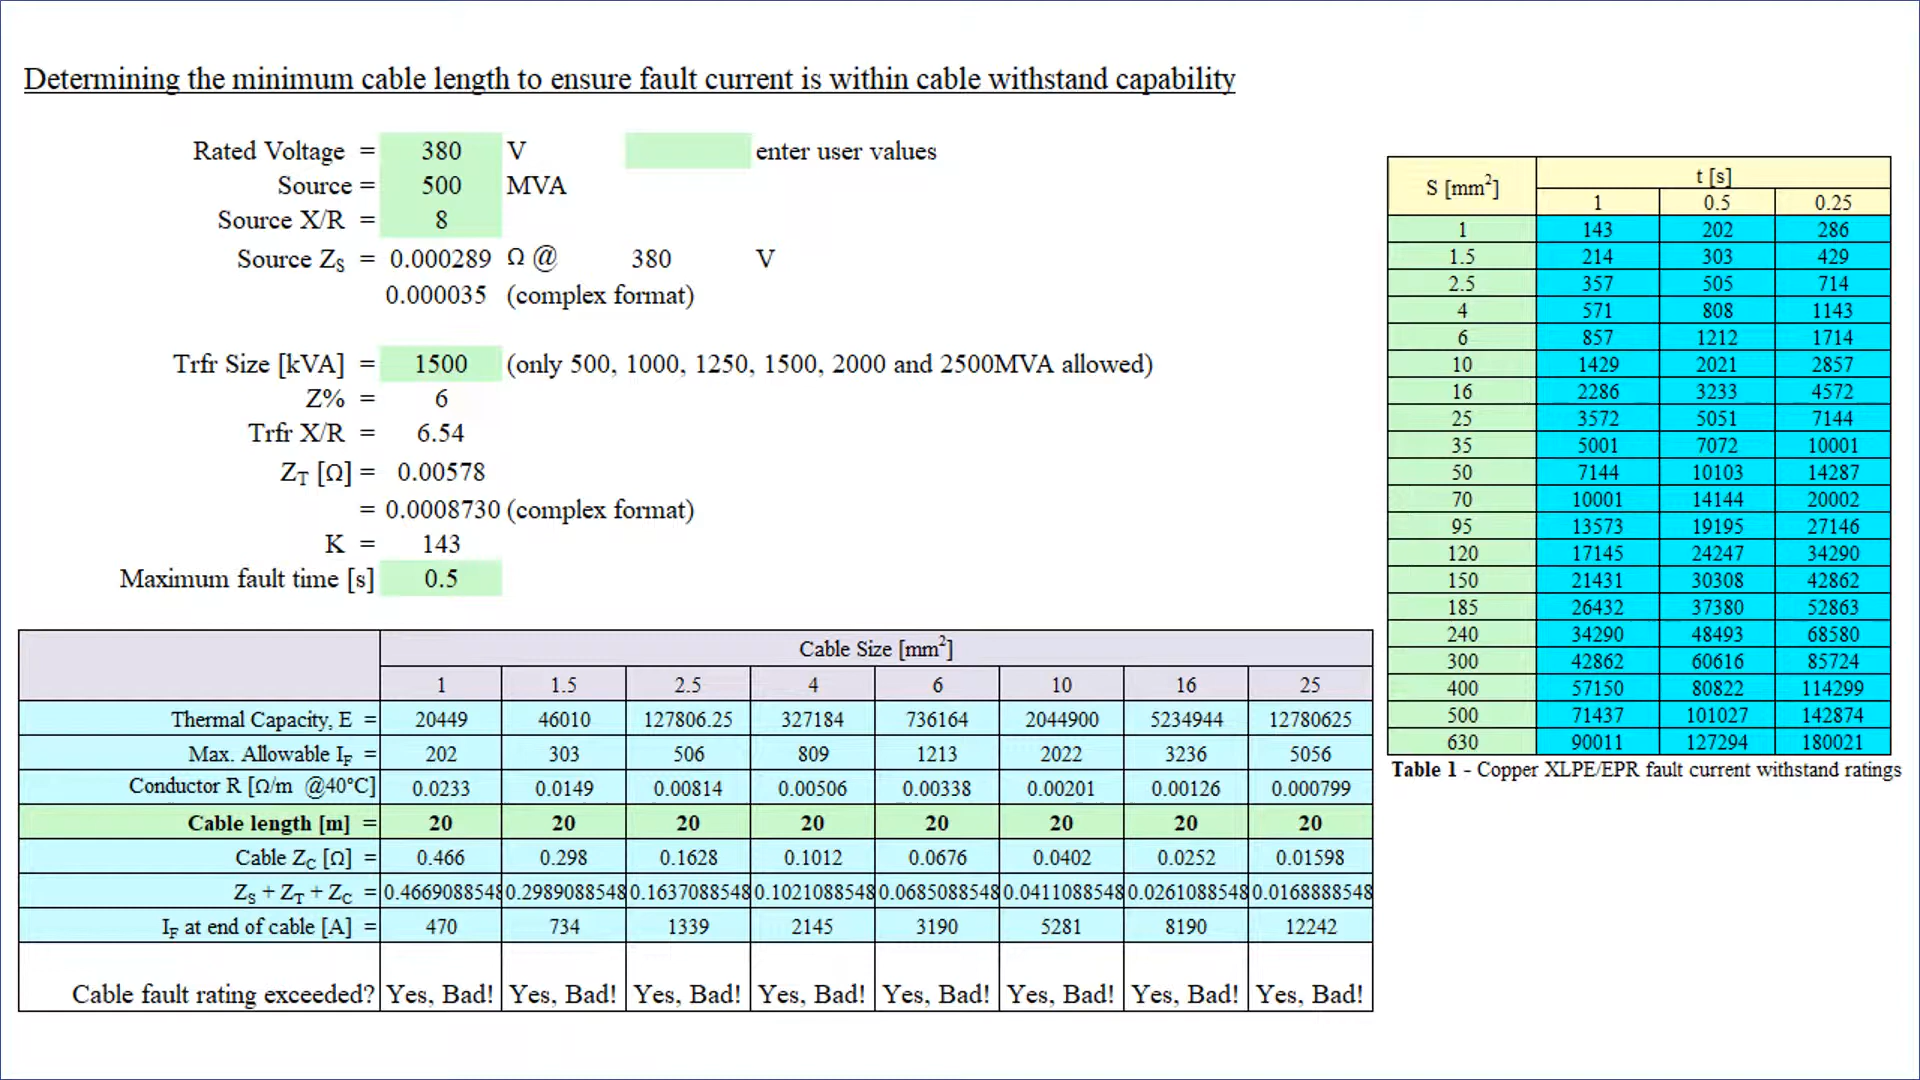 Determining the minimum cable length to ensure fault current is within cable withstand capability
Rated Voltage = 380 V enter user values
Source = 500 MVA
Source X/R = 8
Source ZS = 0.000289 Ω @ 380 V
0.000035 (complex format)
Trfr Size [kVA] = 1500 (only 500, 1000, 1250, 1500, 2000 and 2500MVA allowed)
Z% = 6
Trfr X/R = 6.54
ZT [Ω] = 0.00578
= 0.0008730 (complex format)
K = 143
Maximum fault time [s] 0.5
Cable Size [mm²]
1 1.5 2.5 4 6 10 16 25
Thermal Capacity, E = 20449 46010 127806.25 327184 736164 2044900 5234944 12780625
Max. Allowable IF = 202 303 506 809 1213 2022 3236 5056
Conductor R [Ω/m @40°C] 0.0233 0.0149 0.00814 0.00506 0.00338 0.00201 0.00126 0.000799
Cable length [m] = 20 20 20 20 20 20 20 20
Cable ZC [Ω] = 0.466 0.298 0.1628 0.1012 0.0676 0.0402 0.0252 0.01598
ZS + ZT + ZC = 0.4669088548 0.2989088548 0.1637088548 0.1021088548 0.0685088548 0.0411088548 0.0261088548 0.0168888548
IF at end of cable [A] = 470 734 1339 2145 3190 5281 8190 12242
Cable fault rating exceeded? Yes, Bad! Yes, Bad! Yes, Bad! Yes, Bad! Yes, Bad! Yes, Bad! Yes, Bad! Yes, Bad!
S [mm²] t [s]
1 0.5 0.25
1 143 202 286
1.5 214 303 429
2.5 357 505 714
4 571 808 1143
6 857 1212 1714
10 1429 2021 2857
16 2286 3233 4572
25 3572 5051 7144
35 5001 7072 10001
50 7144 10103 14287
70 10001 14144 20002
95 13573 19195 27146
120 17145 24247 34290
150 21431 30308 42862
185 26432 37380 52863
240 34290 48493 68580
300 42862 60616 85724
400 57150 80822 114299
500 71437 101027 142874
630 90011 127294 180021
Table 1 - Copper XLPE/EPR fault current withstand ratings